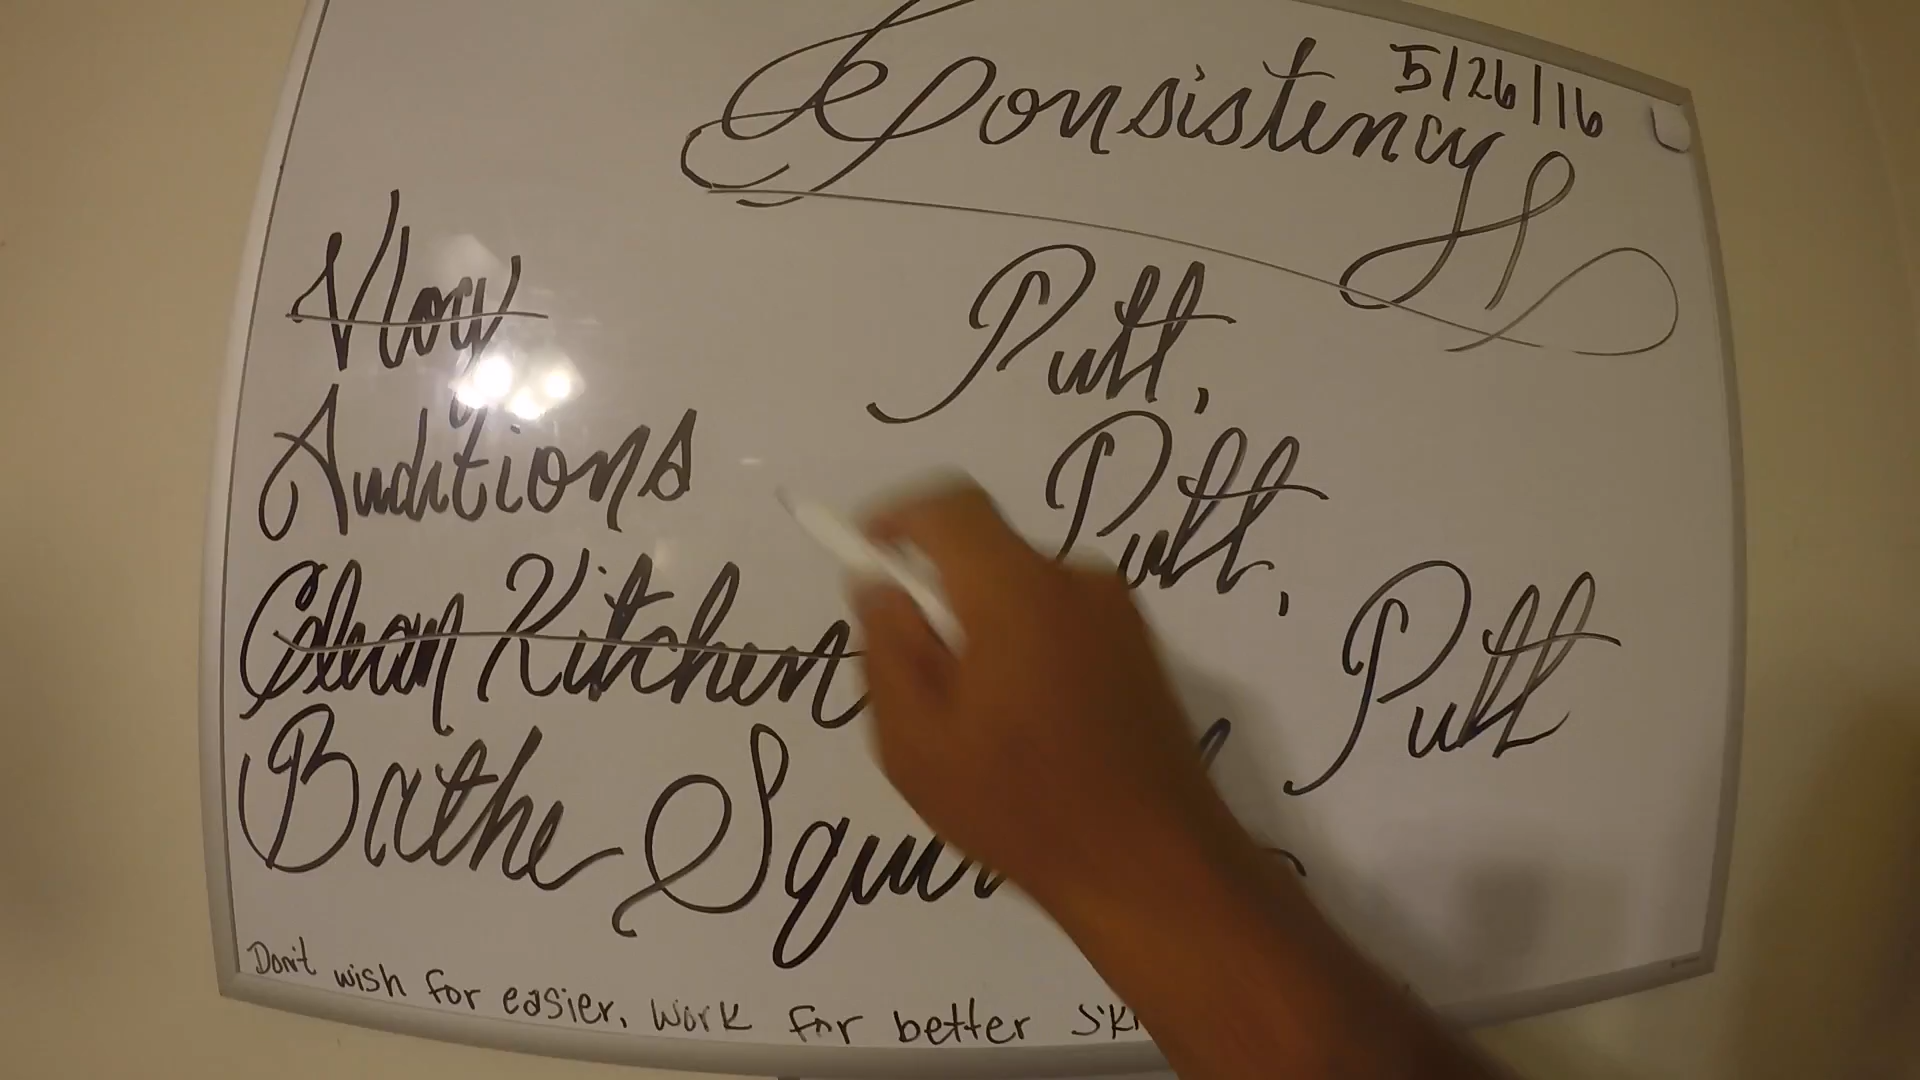 Consistency
5/26/16
Vlog
Auditions
Clean Kitchen
Bathe
Putt,
Putt,
Putt
Don't wish for easier, work for better